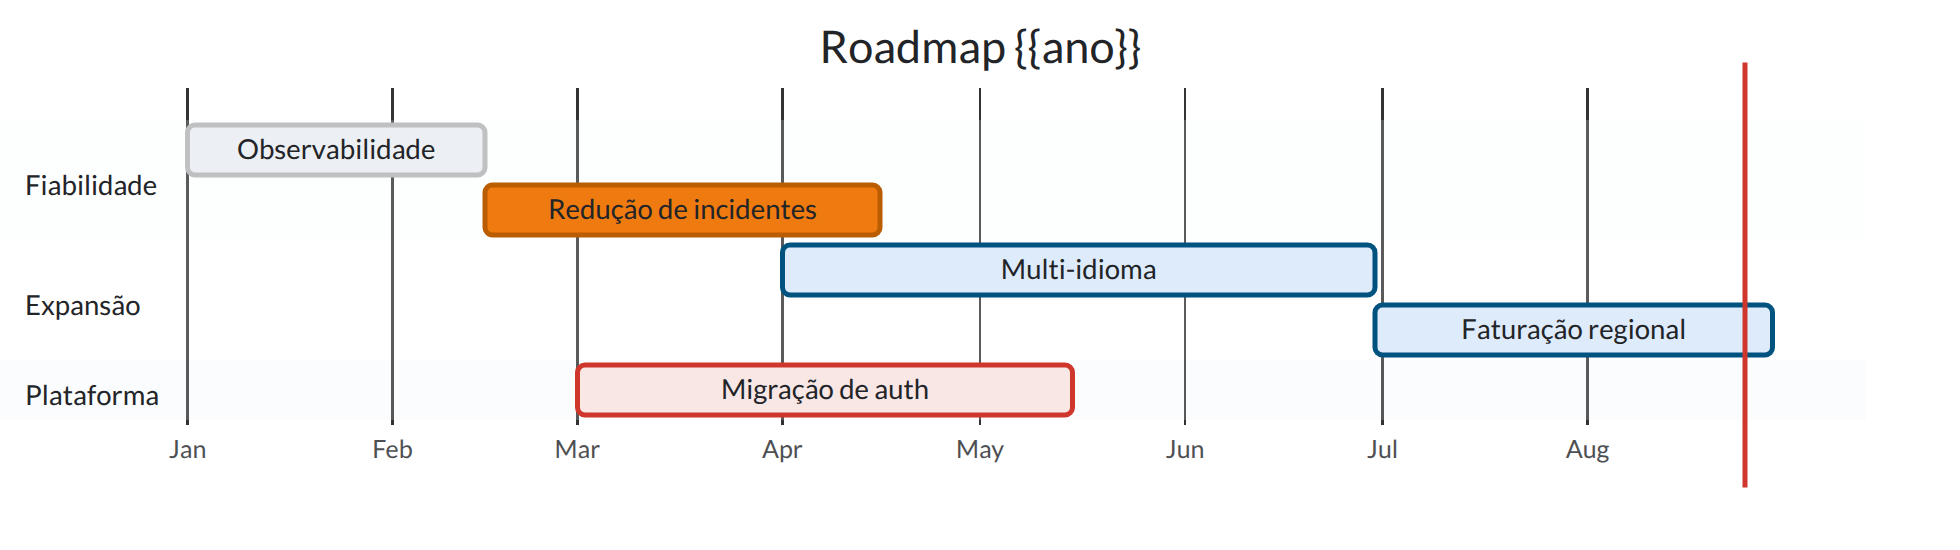 Roadmap {{ano}}
Observabilidade
Fiabilidade
Redução de incidentes
Multi-idioma
Expansão
Faturação regional
Migração de auth
Plataforma
Jan Feb Mar Apr May Jun Jul Aug